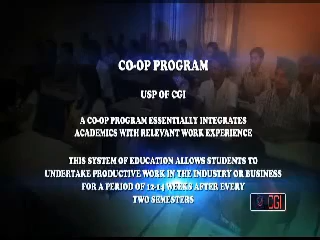 CO-OP PROGRAM
USP OF CGI
A CO-OP PROGRAM ESSENTIALLY INTEGRATES
ACADEMICS WITH RELEVANT WORK EXPERIENCE
THIS SYSTEM OF EDUCATION ALLOWS STUDENTS TO
UNDERTAKE PRODUCTIVE WORK IN THE INDUSTRY OR BUSINESS
FOR A PERIOD OF 12-14 WEEKS AFTER EVERY
TWO SEMESTERS
CGI